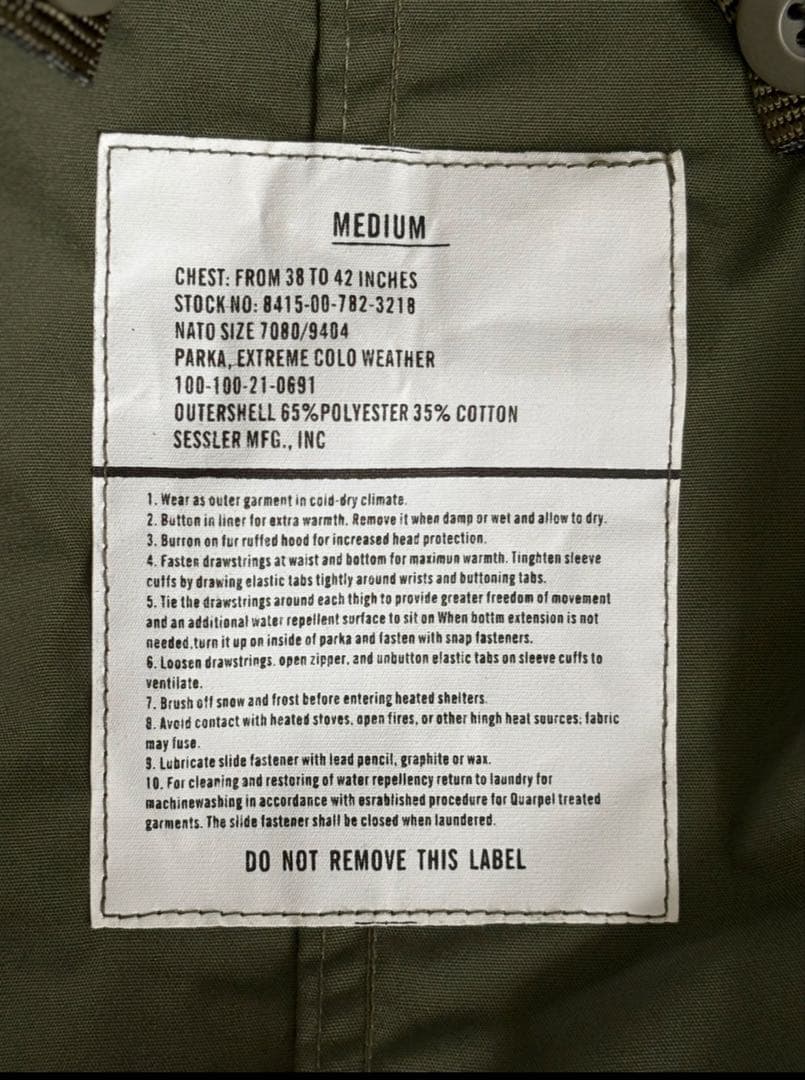 MEDIUM
CHEST: FROM 38 TO 42 INCHES
STOCK NO: 8415-00-782-3218
NATO SIZE 7080/9404
PARKA, EXTREME COLD WEATHER
100-100-21-0691
OUTERSHELL 65%POLYESTER 35% COTTON
SESSLER MFG., INC
1. Wear as outer garment in cold-dry climate.
2. Button in liner for extra warmth. Remove it when damp or wet and allow to dry.
3. Burron on fur ruffed hood for increased head protection.
4. Fasten drawstrings at waist and bottom for maximun warmth. Tinghten sleeve
cuffs by drawing elastic tabs tightly around wrists and buttoning tabs.
5. Tie the drawstrings around each thigh to provide greater freedom of movement
and an additional water repellent surface to sit on When bottm extension is not
needed,turn it up on inside of parka and fasten with snap fasteners.
6. Loosen drawstrings. open zipper, and unbutton elastic tabs on sleeve cuffs to
ventilate.
7. Brush off snow and frost before entering heated shelters.
8. Avoid contact with heated stoves, open fires, or other hingh heat sources; fabric
may fuse.
9. Lubricate slide fastener with lead pencil, graphite or wax.
10. For cleaning and restoring of water repellency return to laundry for
machinewashing in accordance with esrablished procedure for Quarpel treated
garments. The slide fastener shall be closed when laundered.
DO NOT REMOVE THIS LABEL